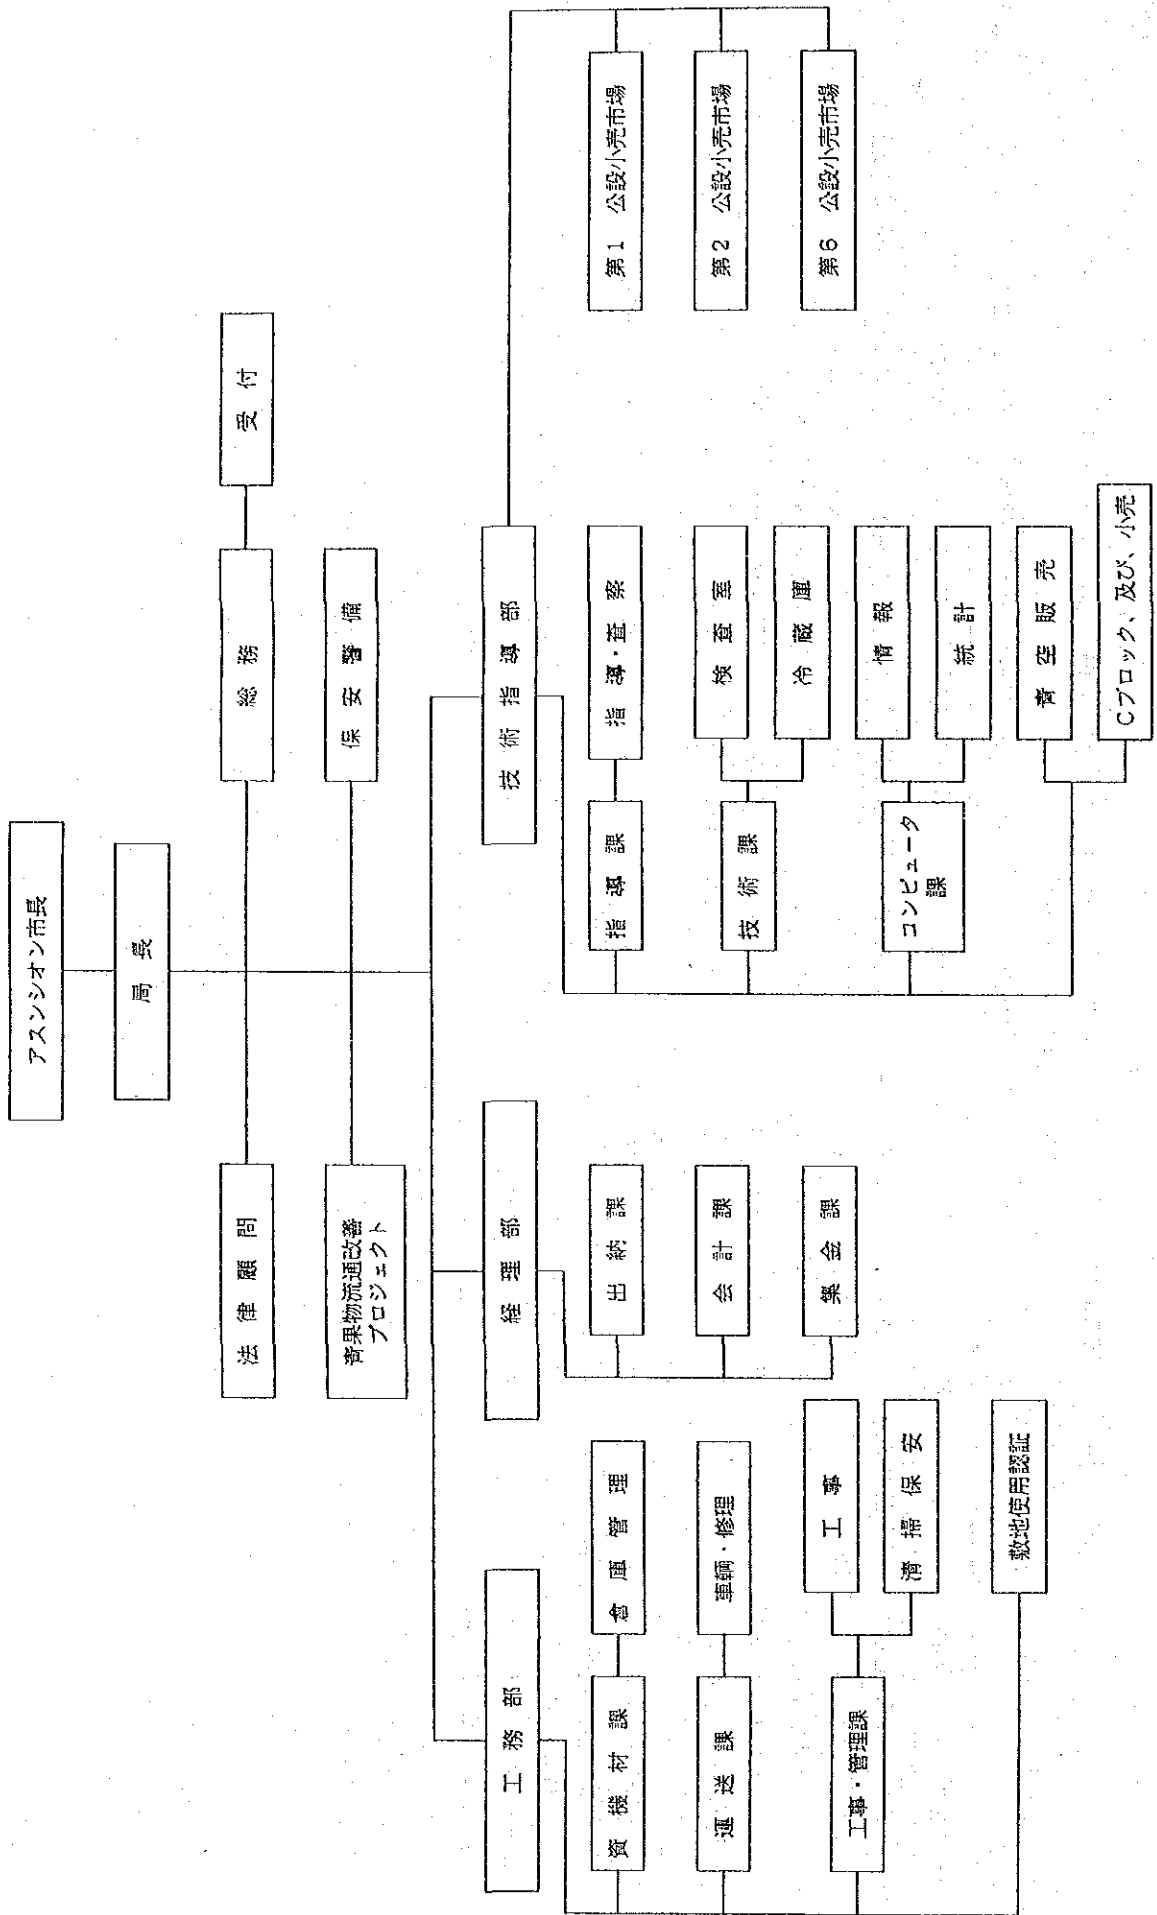 アスンシオン市長
局長
法律顧問
総務
受付
青果物流通改善
プロジェクト
保安警備
工務部
経理部
技術指導部
資機材課
倉庫管理
運送課
車輌・修理
工事・管理課
工事
清掃保安
敷地使用認証
出納課
会計課
集金課
指導課
指導・査察
技術課
検査室
冷蔵庫
コンピュータ
課
情報
統計
青空販売
Cブロック、及び、小売
第1 公設小売市場
第2 公設小売市場
第6 公設小売市場